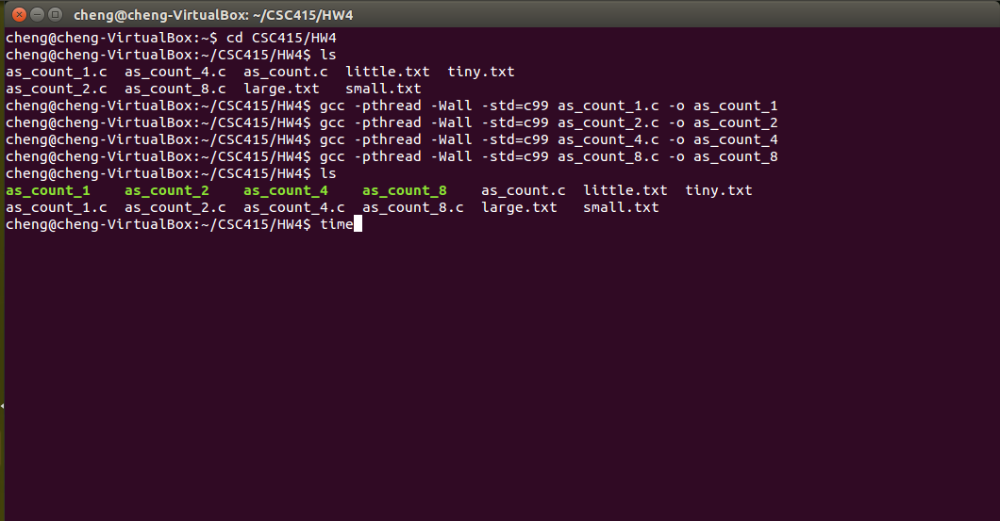 cheng@cheng-VirtualBox: ~/CSC415/HW4
cheng@cheng-VirtualBox:~$ cd CSC415/HW4
cheng@cheng-VirtualBox:~/CSC415/HW4$ ls
as_count_1.c  as_count_4.c  as_count.c  little.txt  tiny.txt
as_count_2.c  as_count_8.c  large.txt   small.txt
cheng@cheng-VirtualBox:~/CSC415/HW4$ gcc -pthread -Wall -std=c99 as_count_1.c -o as_count_1
cheng@cheng-VirtualBox:~/CSC415/HW4$ gcc -pthread -Wall -std=c99 as_count_2.c -o as_count_2
cheng@cheng-VirtualBox:~/CSC415/HW4$ gcc -pthread -Wall -std=c99 as_count_4.c -o as_count_4
cheng@cheng-VirtualBox:~/CSC415/HW4$ gcc -pthread -Wall -std=c99 as_count_8.c -o as_count_8
cheng@cheng-VirtualBox:~/CSC415/HW4$ ls
as_count_1    as_count_2    as_count_4    as_count_8    as_count.c  little.txt  tiny.txt
as_count_1.c  as_count_2.c  as_count_4.c  as_count_8.c  large.txt   small.txt
cheng@cheng-VirtualBox:~/CSC415/HW4$ time